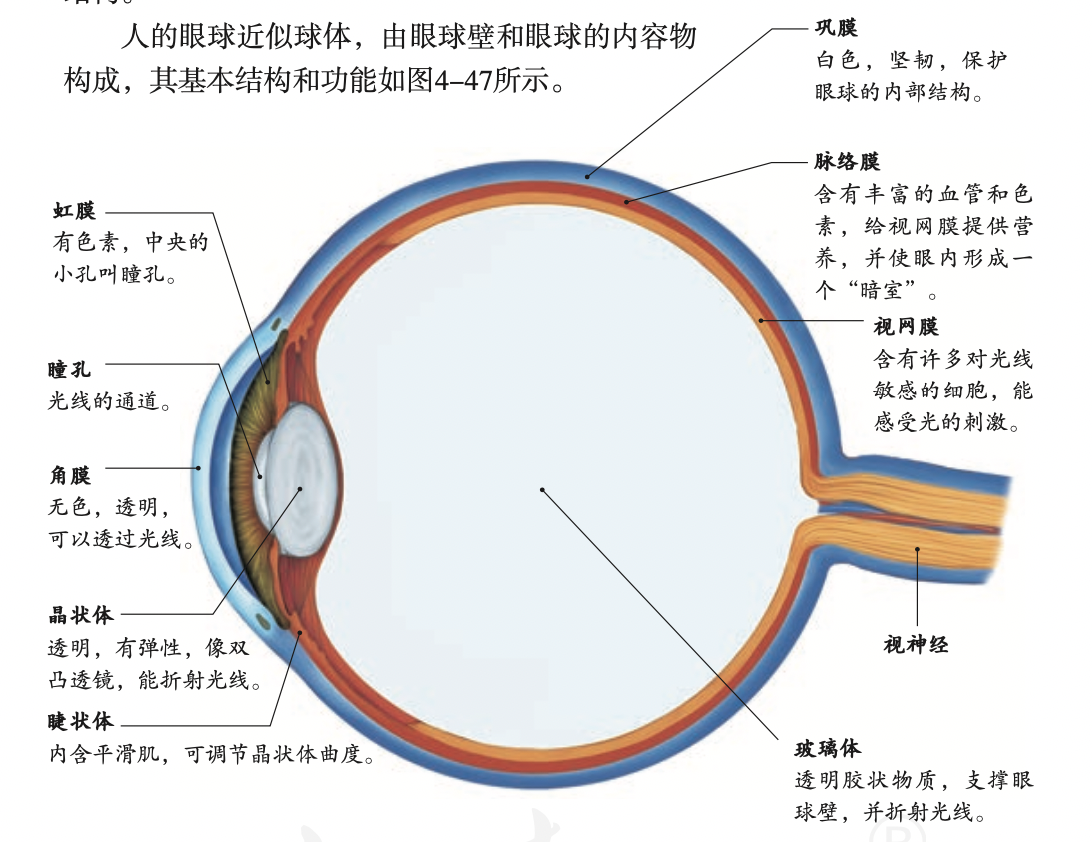 人的眼球近似球体，由眼球壁和眼球的内容物
构成，其基本结构和功能如图4-47所示。
巩膜
白色，坚韧，保护
眼球的内部结构。
脉络膜
含有丰富的血管和色
素，给视网膜提供营
养，并使眼内形成一
个“暗室”。
视网膜
含有许多对光线
敏感的细胞，能
感受光的刺激。
虹膜
有色素，中央的
小孔叫瞳孔。
瞳孔
光线的通道。
角膜
无色，透明，
可以透过光线。
晶状体
透明，有弹性，像双
凸透镜，能折射光线。
睫状体
内含平滑肌，可调节晶状体曲度。
视神经
玻璃体
透明胶状物质，支撑眼
球壁，并折射光线。